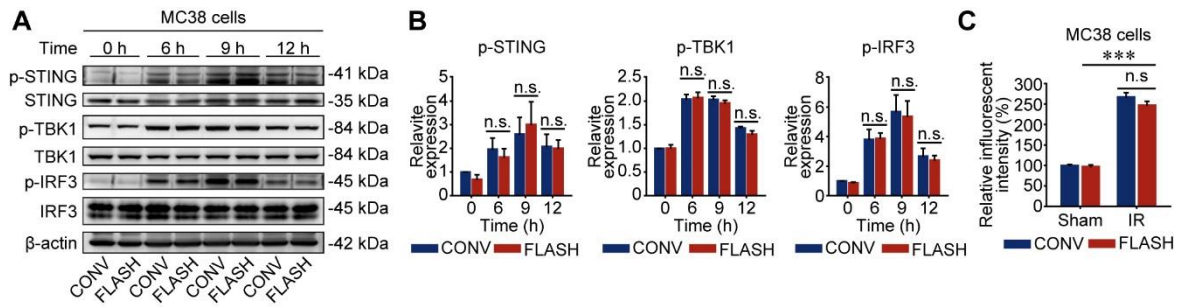 A
MC38 cells
Time 0 h 6 h 9 h 12 h
p-STING -41 kDa
STING -35 kDa
p-TBK1 -84 kDa
TBK1 -84 kDa
p-IRF3 -45 kDa
IRF3 -45 kDa
β-actin -42 kDa
CONV FLASH CONV FLASH CONV FLASH CONV FLASH
B
p-STING
Relavite expression
5
4
3
2
1
0
n.s. n.s. n.s.
0 6 9 12
Time (h)
p-TBK1
Relavite expression
2.5
2.0
1.5
1.0
0.5
0
n.s. n.s. n.s.
0 6 9 12
Time (h)
p-IRF3
Relavite expression
8
6
4
2
0
n.s. n.s. n.s.
0 6 9 12
Time (h)
CONV FLASH CONV FLASH CONV FLASH
C
MC38 cells
Relative influorescent
intensity (%)
300
250
200
150
100
50
0
***
n.s
Sham IR
CONV FLASH